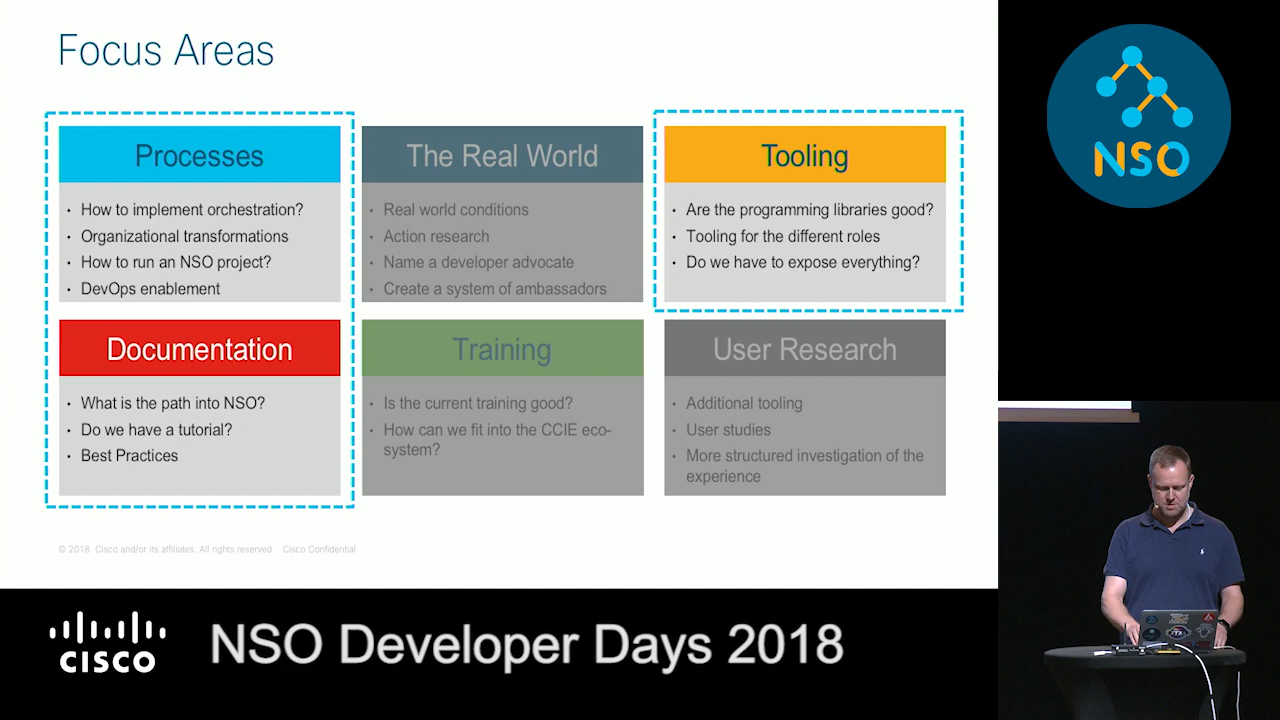 Focus Areas
Processes
• How to implement orchestration?
• Organizational transformations
• How to run an NSO project?
• DevOps enablement
The Real World
• Real world conditions
• Action research
• Name a developer advocate
• Create a system of ambassadors
Tooling
• Are the programming libraries good?
• Tooling for the different roles
• Do we have to expose everything?
Documentation
• What is the path into NSO?
• Do we have a tutorial?
• Best Practices
Training
• Is the current training good?
• How can we fit into the CCIE eco-
system?
User Research
• Additional tooling
• User studies
• More structured investigation of the
experience
© 2018 Cisco and/or its affiliates. All rights reserved. Cisco Confidential
NSO
CISCO
NSO Developer Days 2018